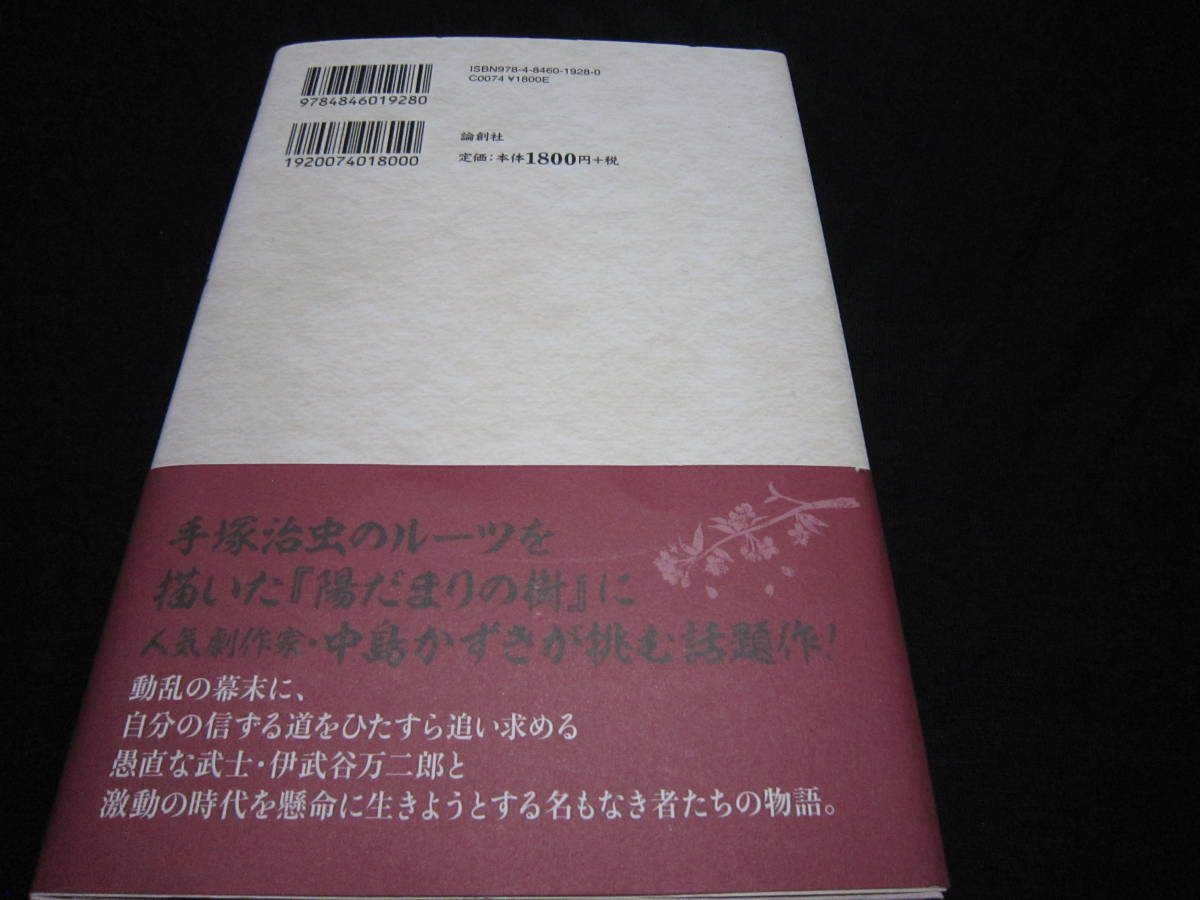 9784846019280
ISBN978-4-8460-1928-0
C0074 ¥1800E
1920074018000
論創社
定価:本体1800円+税
手塚治虫のルーツを
描いた『陽だまりの樹』に
人気劇作家・中島かずきが挑む話題作!
動乱の幕末に、
自分の信ずる道をひたすら追い求める
愚直な武士・伊武谷万二郎と
激動の時代を懸命に生きようとする名もなき者たちの物語。